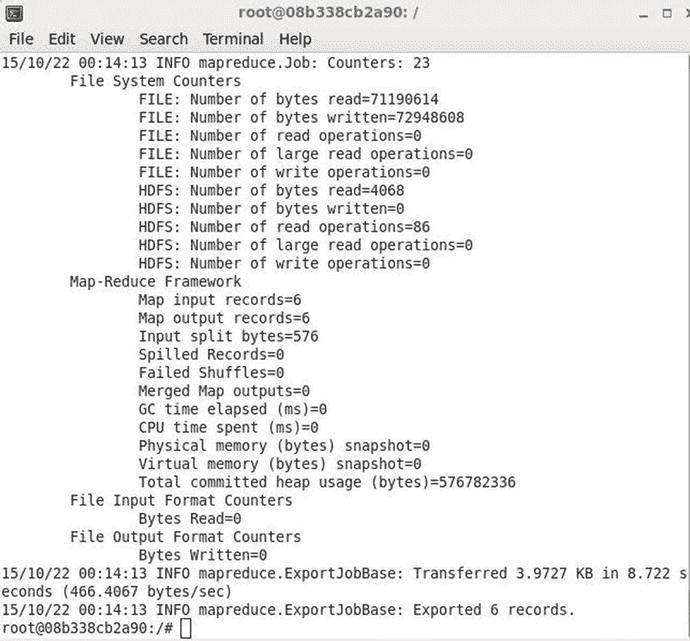 root@08b338cb2a90: /
File Edit View Search Terminal Help
15/10/22 00:14:13 INFO mapreduce.Job: Counters: 23
File System Counters
FILE: Number of bytes read=71190614
FILE: Number of bytes written=72948608
FILE: Number of read operations=0
FILE: Number of large read operations=0
FILE: Number of write operations=0
HDFS: Number of bytes read=4068
HDFS: Number of bytes written=0
HDFS: Number of read operations=86
HDFS: Number of large read operations=0
HDFS: Number of write operations=0
Map-Reduce Framework
Map input records=6
Map output records=6
Input split bytes=576
Spilled Records=0
Failed Shuffles=0
Merged Map outputs=0
GC time elapsed (ms)=0
CPU time spent (ms)=0
Physical memory (bytes) snapshot=0
Virtual memory (bytes) snapshot=0
Total committed heap usage (bytes)=576782336
File Input Format Counters
Bytes Read=0
File Output Format Counters
Bytes Written=0
15/10/22 00:14:13 INFO mapreduce.ExportJobBase: Transferred 3.9727 KB in 8.722 s
econds (466.4067 bytes/sec)
15/10/22 00:14:13 INFO mapreduce.ExportJobBase: Exported 6 records.
root@08b338cb2a90:/#